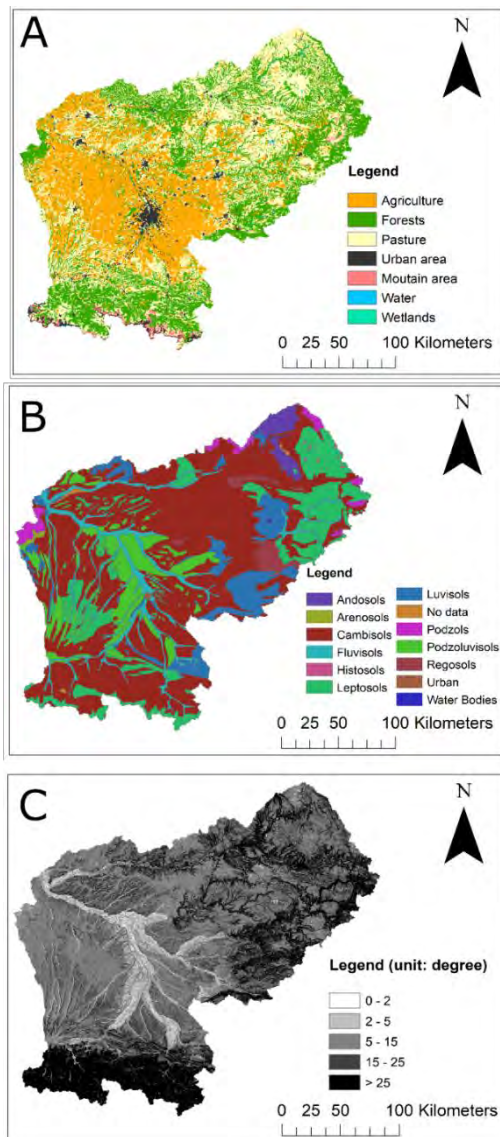 A
N
Legend
Agriculture
Forests
Pasture
Urban area
Moutain area
Water
Wetlands
0 25 50 100 Kilometers
B
N
Legend
Andosols
Arenosols
Cambisols
Fluvisols
Histosols
Leptosols
Luvisols
No data
Podzols
Podzoluvisols
Regosols
Urban
Water Bodies
0 25 50 100 Kilometers
C
N
Legend (unit: degree)
0 - 2
2 - 5
5 - 15
15 - 25
> 25
0 25 50 100 Kilometers